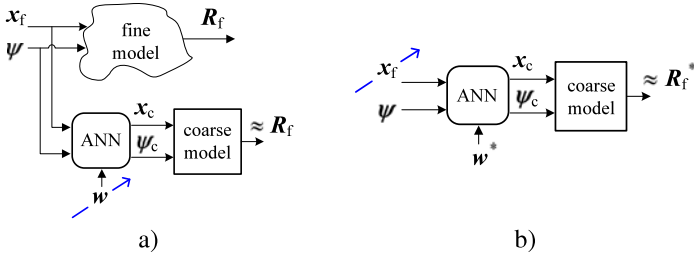 x_f
ψ
fine
model
R_f
ANN
x_c
ψ_c
coarse
model
≈ R_f
w
a)
x_f
ψ
ANN
x_c
ψ_c
coarse
model
≈ R_f*
w*
b)